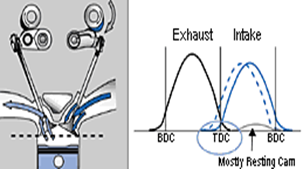 Exhaust Intake
BDC TDC BDC
Mostly Resting Cam